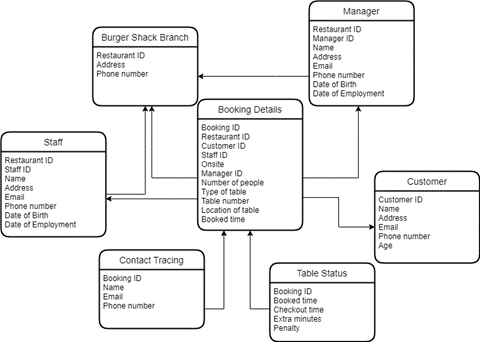 Manager
Restaurant ID
Manager ID
Name
Address
Email
Phone number
Date of Birth
Date of Employment
Burger Shack Branch
Restaurant ID
Address
Phone number
Booking Details
Booking ID
Restaurant ID
Customer ID
Staff ID
Onsite
Manager ID
Number of people
Type of table
Table number
Location of table
Booked time
Staff
Restaurant ID
Staff ID
Name
Address
Email
Phone number
Date of Birth
Date of Employment
Customer
Customer ID
Name
Address
Email
Phone number
Age
Contact Tracing
Booking ID
Name
Email
Phone number
Table Status
Booking ID
Booked time
Checkout time
Extra minutes
Penalty